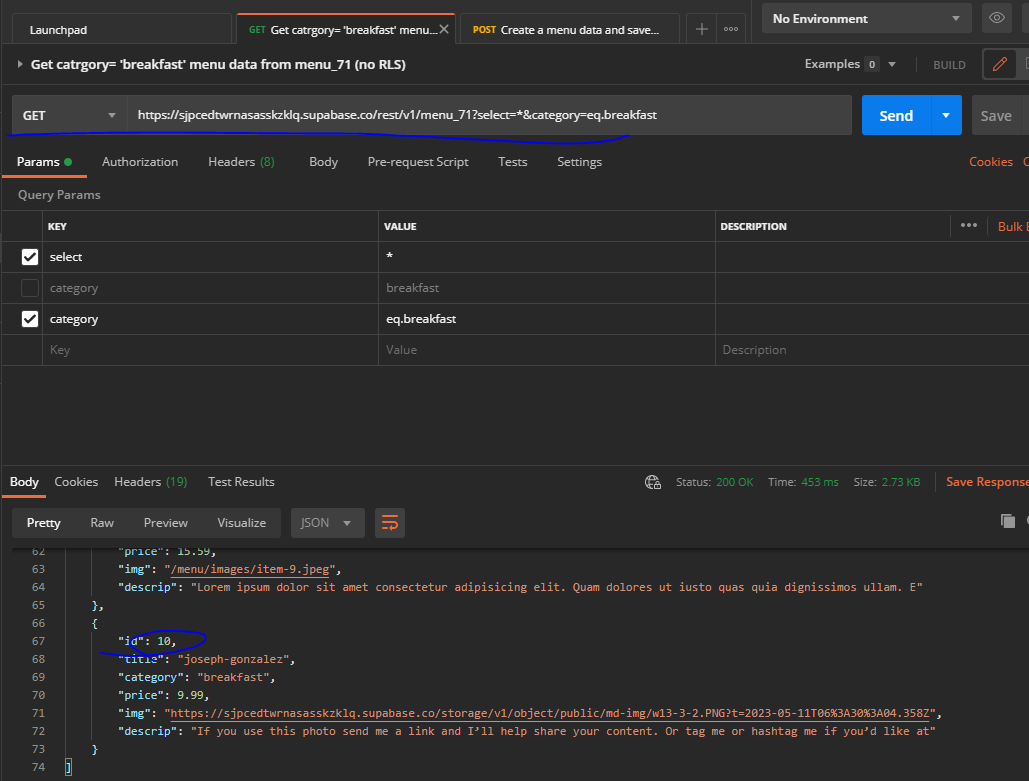 Launchpad
GET Get catrgory= 'breakfast' menu...
POST Create a menu data and save...
No Environment
Get catrgory= 'breakfast' menu data from menu_71 (no RLS)
Examples 0
BUILD
GET
https://sjpcedtwrnasasskzklq.supabase.co/rest/v1/menu_71?select=*&category=eq.breakfast
Send
Save
Params
Authorization
Headers (8)
Body
Pre-request Script
Tests
Settings
Cookies
Query Params
KEY VALUE DESCRIPTION
Bulk
select *
category breakfast
category eq.breakfast
Key Value Description
Body Cookies Headers (19) Test Results
Status: 200 OK Time: 453 ms Size: 2.73 KB
Save Response
Pretty Raw Preview Visualize JSON
62 "price": 15.59,
63 "img": "/menu/images/item-9.jpeg",
64 "descrip": "Lorem ipsum dolor sit amet consectetur adipisicing elit. Quam dolores ut iusto quas quia dignissimos ullam. E"
65 },
66 {
67 "id": 10,
68 "title": "joseph-gonzalez",
69 "category": "breakfast",
70 "price": 9.99,
71 "img": "https://sjpcedtwrnasasskzklq.supabase.co/storage/v1/object/public/md-img/w13-3-2.PNG?t=2023-05-11T06%3A30%3A04.358Z",
72 "descrip": "If you use this photo send me a link and I'll help share your content. Or tag me or hashtag me if you'd like at"
73 }
74 ]